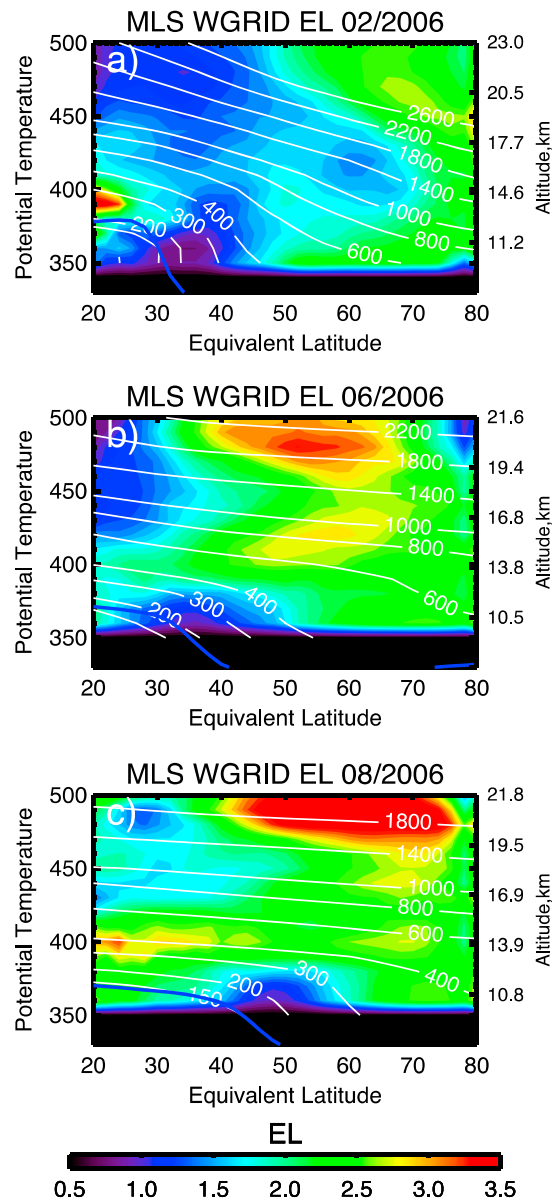 MLS WGRID EL 02/2006
a)
500
450
400
350
Potential Temperature
23.0
20.5
17.7
14.6
11.2
Altitude,km
2600
2200
1800
1400
1000
800
600
400
300
200
20 30 40 50 60 70 80
Equivalent Latitude
MLS WGRID EL 06/2006
b)
500
450
400
350
Potential Temperature
21.6
19.4
16.8
13.8
10.5
Altitude,km
2200
1800
1400
1000
800
600
400
300
200
20 30 40 50 60 70 80
Equivalent Latitude
MLS WGRID EL 08/2006
c)
500
450
400
350
Potential Temperature
21.8
19.5
16.9
13.9
10.8
Altitude,km
1800
1400
1000
800
600
400
300
200
150
20 30 40 50 60 70 80
Equivalent Latitude
EL
0.5 1.0 1.5 2.0 2.5 3.0 3.5